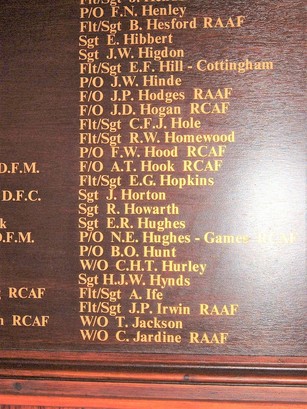 P/O F.N. Henley
Flt/Sgt B. Hesford RAAF
Sgt E. Hibbert
Sgt J.W. Higdon
Flt/Sgt E.F. Hill - Cottingham
P/O J.W. Hinde
F/O J.P. Hodges RAAF
F/O J.D. Hogan RCAF
Flt/Sgt C.F.J. Hole
Flt/Sgt R.W. Homewood
P/O F.W. Hood RCAF
D.F.M. F/O A.T. Hook RCAF
Flt/Sgt E.G. Hopkins
D.F.C. Sgt J. Horton
Sgt R. Howarth
Sgt E.R. Hughes
D.F.M. P/O N.E. Hughes - Games RCAF
P/O B.O. Hunt
W/O C.H.T. Hurley
Sgt H.J.W. Hynds
RCAF Flt/Sgt A. Ife
Flt/Sgt J.P. Irwin RAAF
RCAF W/O T. Jackson
W/O C. Jardine RAAF